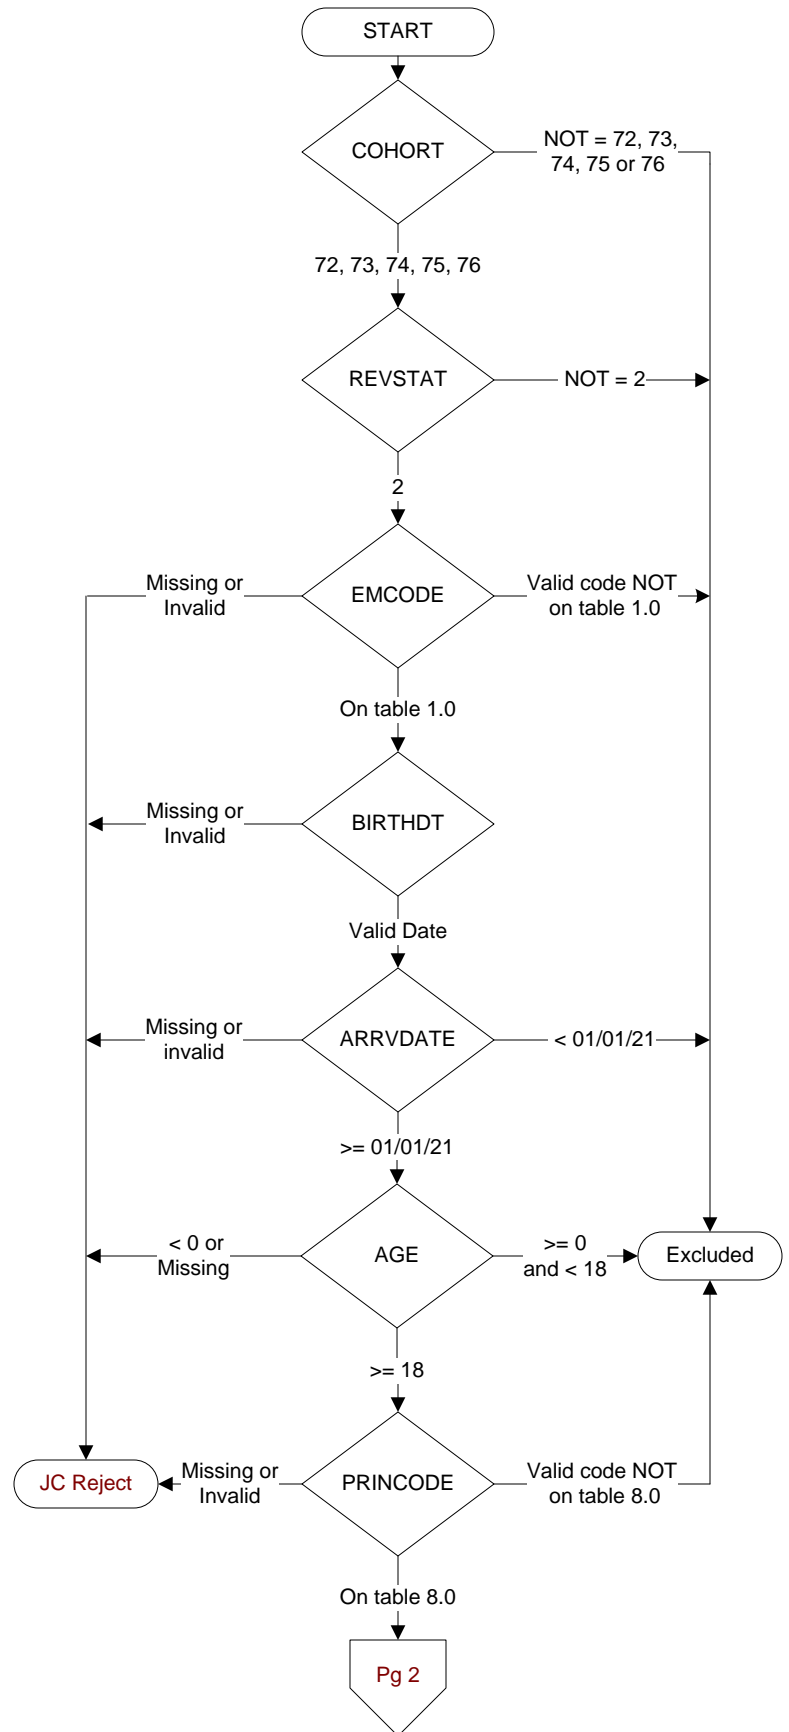 START
COHORT
NOT = 72, 73,
74, 75 or 76
72, 73, 74, 75, 76
REVSTAT
NOT = 2
2
Missing or
Invalid
EMCODE
Valid code NOT
on table 1.0
On table 1.0
Missing or
Invalid
BIRTHDT
Valid Date
Missing or
invalid
ARRVDATE
< 01/01/21
>= 01/01/21
< 0 or
Missing
AGE
>= 0
and < 18
Excluded
>= 18
JC Reject
Missing or
Invalid
PRINCODE
Valid code NOT
on table 8.0
On table 8.0
Pg 2